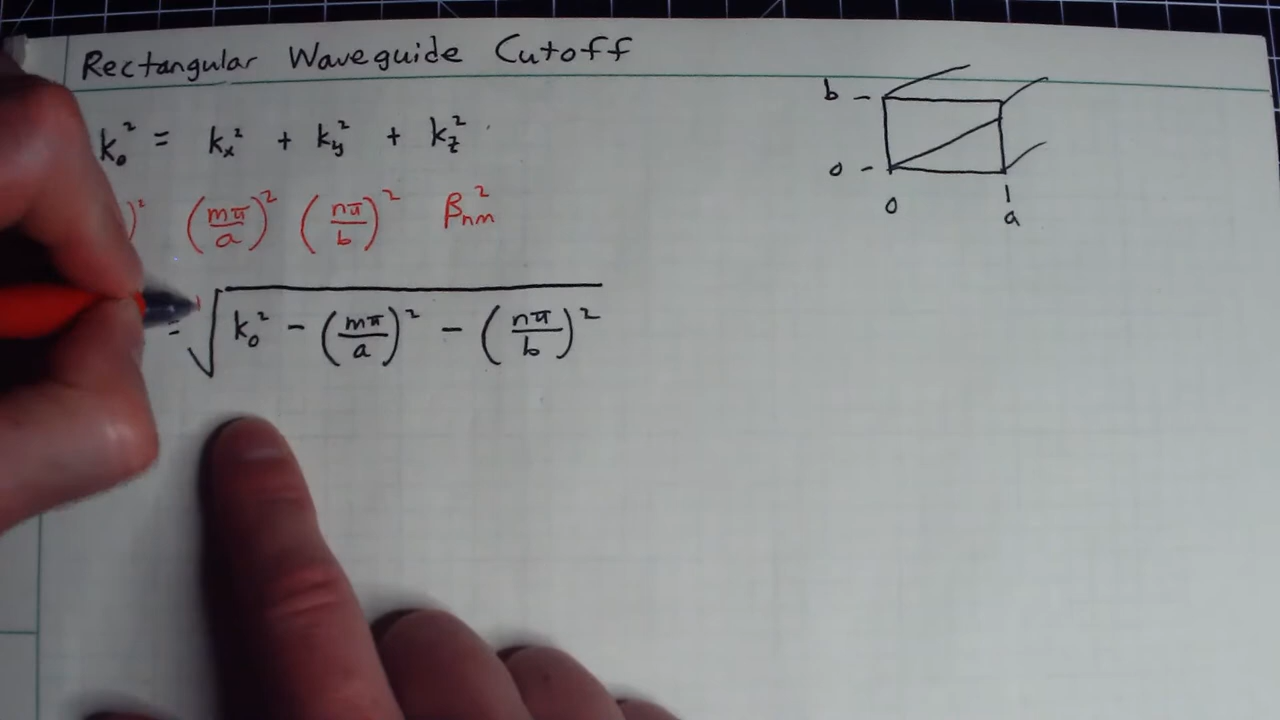 Rectangular Waveguide Cutoff
k₀² = kₓ² + k_y² + k_z²
)² (mπ/a)² (nπ/b)² β_nm²
= √(k₀² − (mπ/a)² − (nπ/b)²)
b
0
0 a